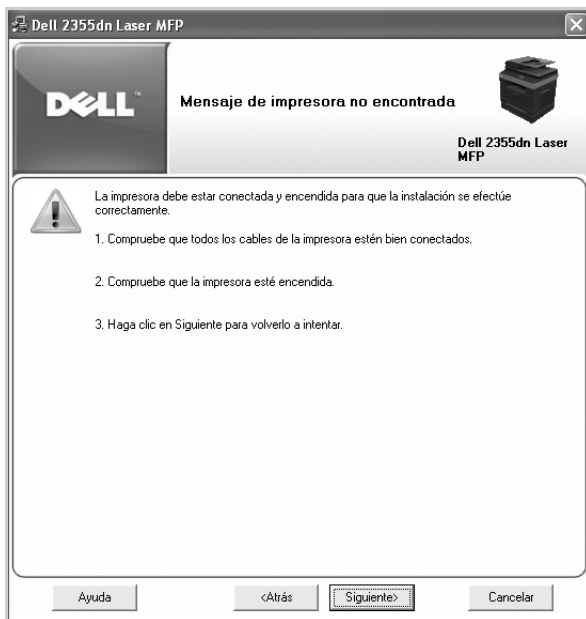 Dell 2355dn Laser MFP
DELL™
Mensaje de impresora no encontrada
Dell 2355dn Laser
MFP
La impresora debe estar conectada y encendida para que la instalación se efectúe
correctamente.
1. Compruebe que todos los cables de la impresora estén bien conectados.
2. Compruebe que la impresora esté encendida.
3. Haga clic en Siguiente para volverlo a intentar.
Ayuda
<Atrás
Siguiente>
Cancelar